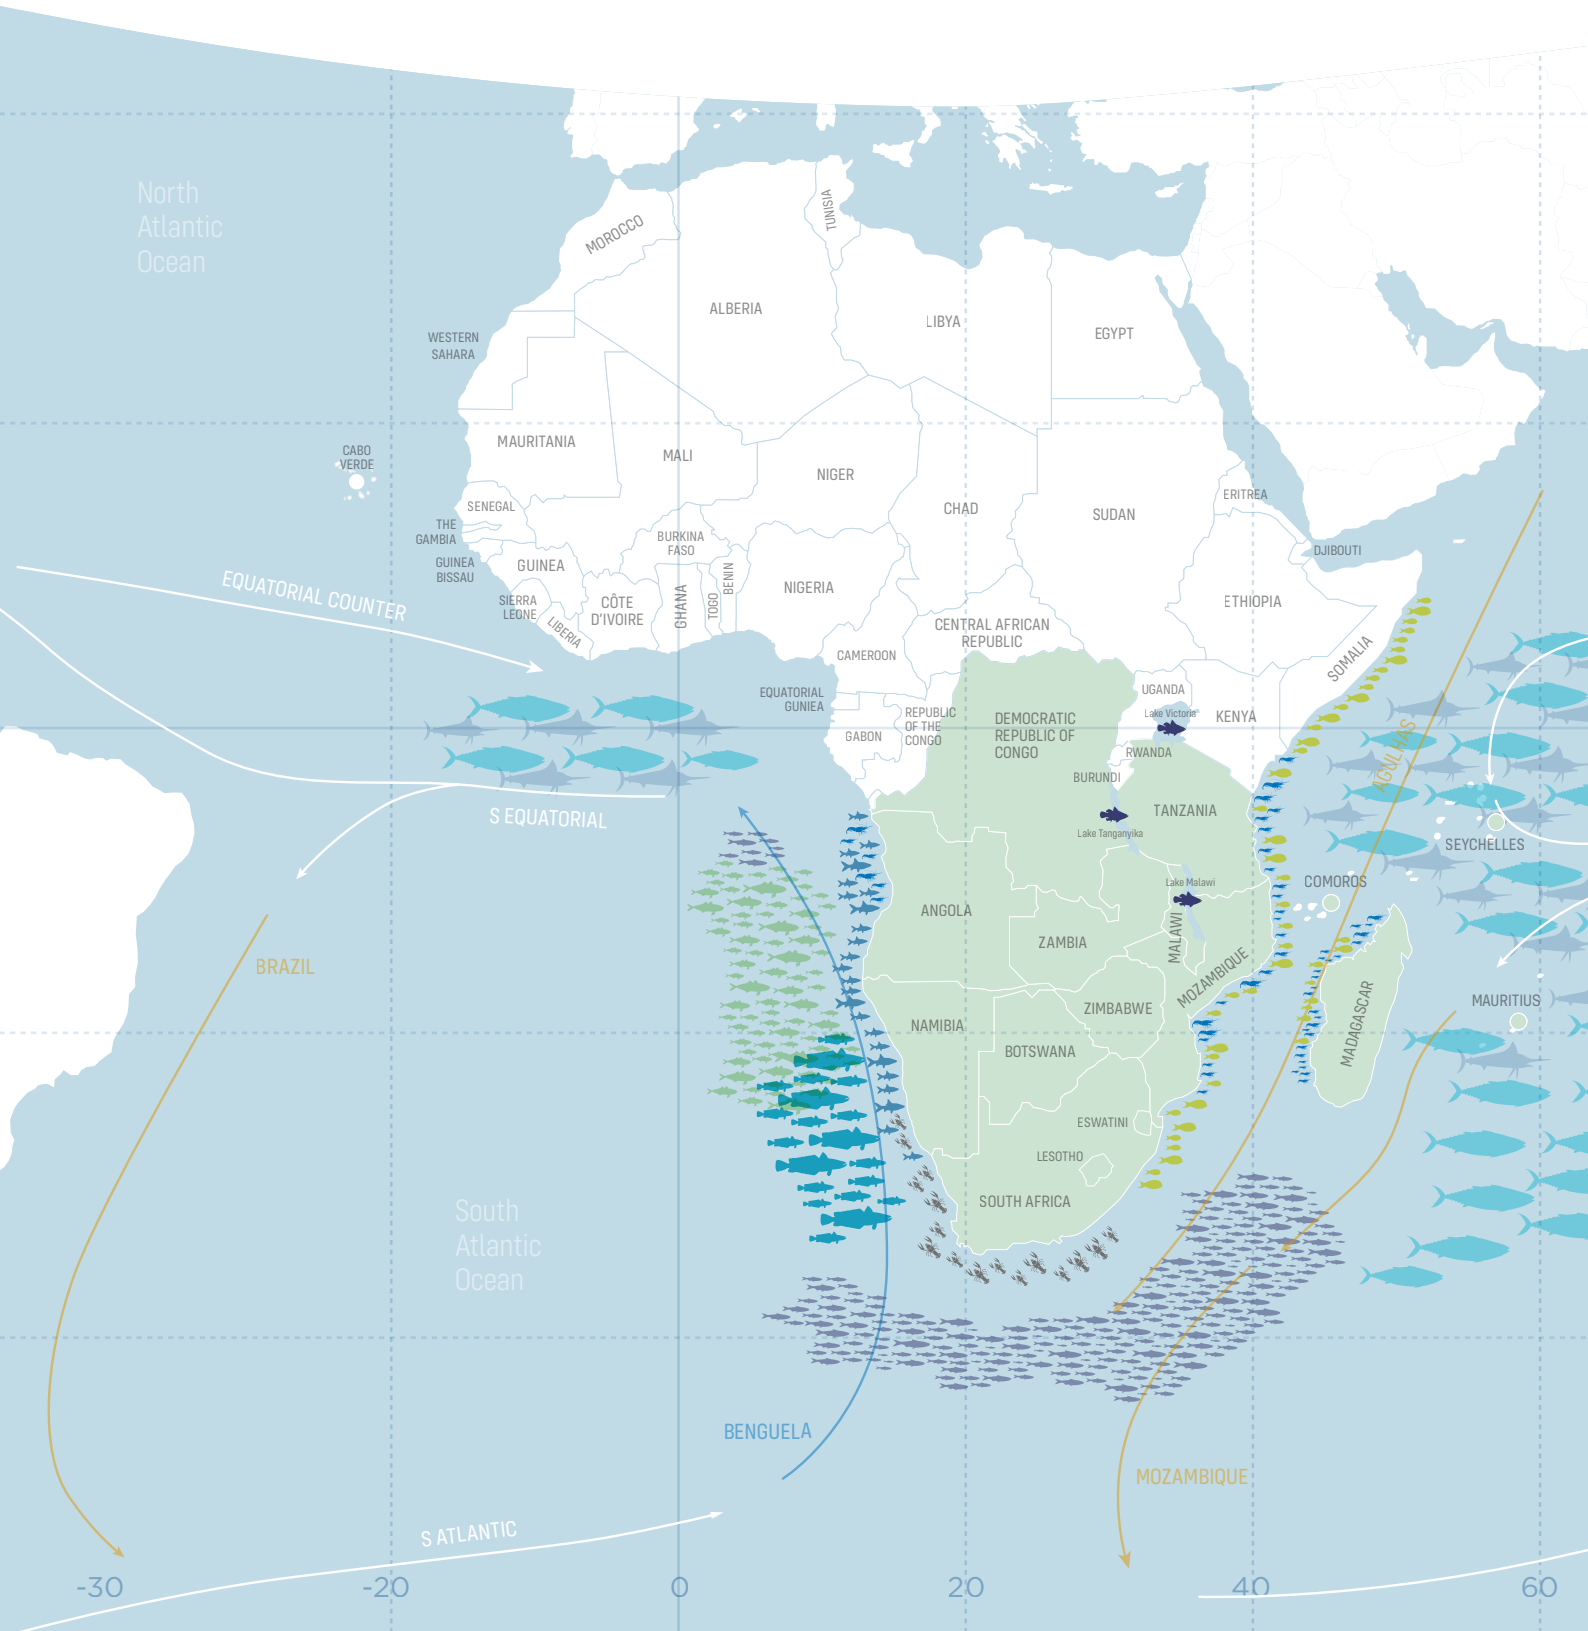 North
Atlantic
Ocean
MOROCCO
TUNISIA
ALBERIA
LIBYA
EGYPT
WESTERN
SAHARA
CABO
VERDE
MAURITANIA
MALI
NIGER
CHAD
SUDAN
ERITREA
DJIBOUTI
SENEGAL
THE
GAMBIA
GUINEA
BISSAU
GUINEA
SIERRA
LEONE
LIBERIA
CÔTE
D'IVOIRE
BURKINA
FASO
GHANA
TOGO
BENIN
NIGERIA
CAMEROON
CENTRAL AFRICAN
REPUBLIC
ETHIOPIA
SOMALIA
EQUATORIAL COUNTER
EQUATORIAL
GUNIEA
GABON
REPUBLIC
OF THE
CONGO
DEMOCRATIC
REPUBLIC OF
CONGO
UGANDA
Lake Victoria
KENYA
RWANDA
BURUNDI
TANZANIA
Lake Tanganyika
S EQUATORIAL
AGULHAS
SEYCHELLES
COMOROS
Lake Malawi
MALAWI
ANGOLA
ZAMBIA
MOZAMBIQUE
BRAZIL
NAMIBIA
ZIMBABWE
BOTSWANA
MADAGASCAR
MAURITIUS
ESWATINI
LESOTHO
SOUTH AFRICA
South
Atlantic
Ocean
BENGUELA
MOZAMBIQUE
S ATLANTIC
-30
-20
0
20
40
60